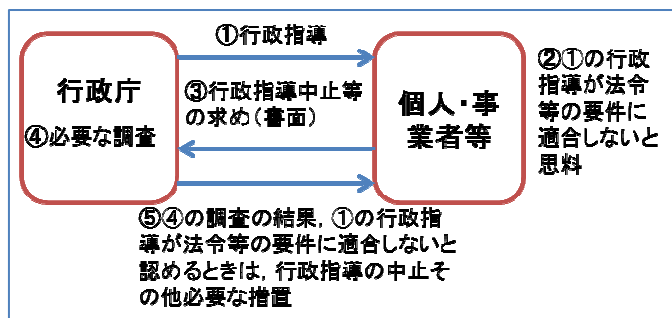 ①行政指導
行政庁
④必要な調査
③行政指導中止等
の求め（書面）
個人・事
業者等
②①の行政
指導が法令
等の要件に
適合しないと
思料
⑤④の調査の結果，①の行政指
導が法令等の要件に適合しないと
認めるときは，行政指導の中止そ
の他必要な措置